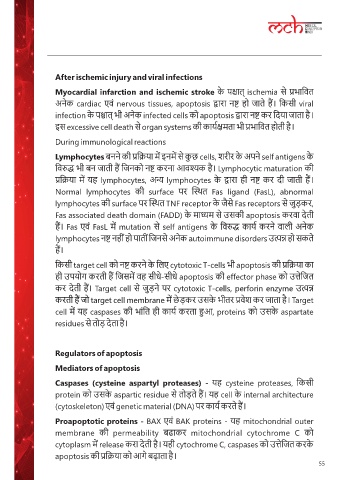 mch
After ischemic injury and viral infections
Myocardial infarction and ischemic stroke के पश्चात् ischemia से प्रभावित
अनेक cardiac एवं nervous tissues, apoptosis द्वारा नष्ट हो जाते हैं। किसी viral
infection के पश्चात् भी अनेक infected cells को apoptosis द्वारा नष्ट कर दिया जाता है।
इस excessive cell death से organ systems की कार्यक्षमता भी प्रभावित होती है।
During immunological reactions
Lymphocytes बनने की प्रक्रिया में इनमें से कुछ cells, शरीर के अपने self antigens के
विरुद्ध भी बन जाती हैं जिनको नष्ट करना आवश्यक है। Lymphocytic maturation की
प्रक्रिया में यह lymphocytes, अन्य lymphocytes के द्वारा ही नष्ट कर दी जाती हैं।
Normal lymphocytes की surface पर स्थित Fas ligand (FasL), abnormal
lymphocytes की surface पर स्थित TNF receptor के जैसे Fas receptors से जुड़कर,
Fas associated death domain (FADD) के माध्यम से उसकी apoptosis करवा देती
हैं। Fas एवं FasL में mutation से self antigens के विरुद्ध कार्य करने वाली अनेक
lymphocytes नष्ट नहीं हो पाती जिनसे अनेक autoimmune disorders उत्पन्न हो सकते
हैं।
किसी target cell को नष्ट करने के लिए cytotoxic T-cells भी apoptosis की प्रक्रिया का
ही उपयोग करती हैं जिसमें वह सीधे-सीधे apoptosis की effector phase को उत्तेजित
कर देती हैं। Target cell से जुड़ने पर cytotoxic T-cells, perforin enzyme उत्पन्न
करती हैं जो target cell membrane में छेड़कर उसके भीतर प्रवेश कर जाता है। Target
cell में यह caspases की भांति ही कार्य करता हुआ, proteins को उसके aspartate
residues से तोड़ देता है।
Regulators of apoptosis
Mediators of apoptosis
Caspases (cysteine aspartyl proteases) - यह cysteine proteases, किसी
protein को उसके aspartic residue से तोड़ते हैं। यह cell के internal architecture
(cytoskeleton) एवं genetic material (DNA) पर कार्य करते हैं।
Proapoptotic proteins - BAX एवं BAK proteins - यह mitochondrial outer
membrane की permeability बढ़ाकर mitochondrial cytochrome C को
cytoplasm में release करा देती है। यही cytochrome C, caspases को उत्तेजित करके
apoptosis की प्रक्रिया को आगे बढ़ाता है।
55